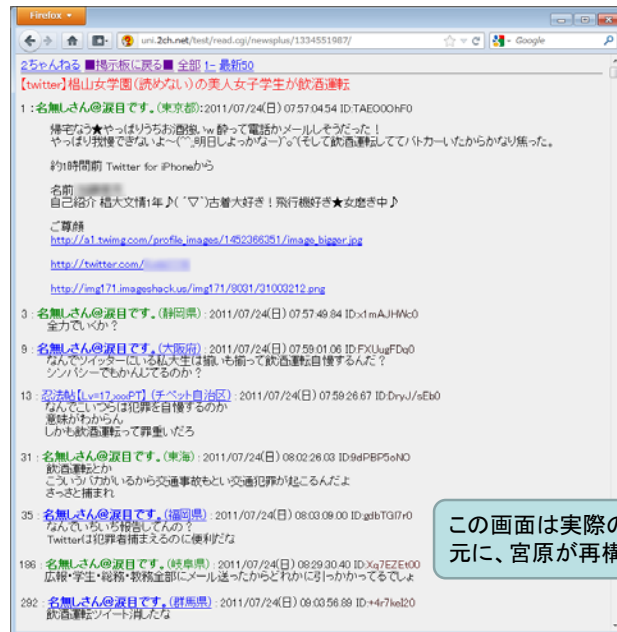 Firefox
uni.2ch.net/test/read.cgi/newsplus/1334551987/
Google
2ちゃんねる ■掲示板に戻る■ 全部 1- 最新50
【twitter】椙山女学園(読めない)の美人女子学生が飲酒運転
1 : 名無しさん@涙目です。(東京都): 2011/07/24(日) 07:57:04.54 ID:TAEO0OhF0
帰宅なう★やっぱりうちお酒強いw 酔って電話かメールしそうだった！
やっぱり我慢できないよ～(^^;明日しよっかなー)°o°(そして飲酒運転しててパトカーいたからかなり焦った。
約1時間前 Twitter for iPhoneから
名前
自己紹介 椙大文情1年♪( ´▽｀)古着大好き！飛行機好き★女磨き中♪
ご尊顔
http://a1.twimg.com/profile_images/1452366351/image_bigger.jpg
http://twitter.com/
http://img171.imageshack.us/img171/8031/31003212.png
3 : 名無しさん@涙目です。(静岡県) : 2011/07/24(日) 07:57:49.84 ID:x1mAJHWc0
全力でいくか？
9 : 名無しさん@涙目です。(大阪府) : 2011/07/24(日) 07:59:01.06 ID:FXUugFDq0
なんでツイッターにいる私大生は揃いも揃って飲酒運転自慢するんだ？
シンパシーでもかんじてるのか？
13 : 忍法帖【Lv=17,xxxPT】(チベット自治区) : 2011/07/24(日) 07:59:26.67 ID:DryJ/sEb0
なんでこいつらは犯罪を自慢するのか
意味がわからん
しかも飲酒運転って罪重いだろ
31 : 名無しさん@涙目です。(東海) : 2011/07/24(日) 08:02:26.03 ID:9dPBP5oNO
飲酒運転とか
こういうバカがいるから交通事故もとい交通犯罪が起こるんだよ
さっさと捕まれ
35 : 名無しさん@涙目です。(福岡県) : 2011/07/24(日) 08:03:09.00 ID:gdbTGI7r0
なんでいちいち報告してんの？
Twitterは犯罪者捕まえるのに便利だな
186 : 名無しさん@涙目です。(岐阜県) : 2011/07/24(日) 08:29:30.40 ID:Xq7EZEt00
広報・学生・総務・教務全部にメール送ったからどれかに引っかかってるでしょ
292 : 名無しさん@涙目です。(群馬県) : 2011/07/24(日) 09:03:56.89 ID:+4r7kel20
飲酒運転ツイート消したな
この画面は実際の
元に、宮原が再構